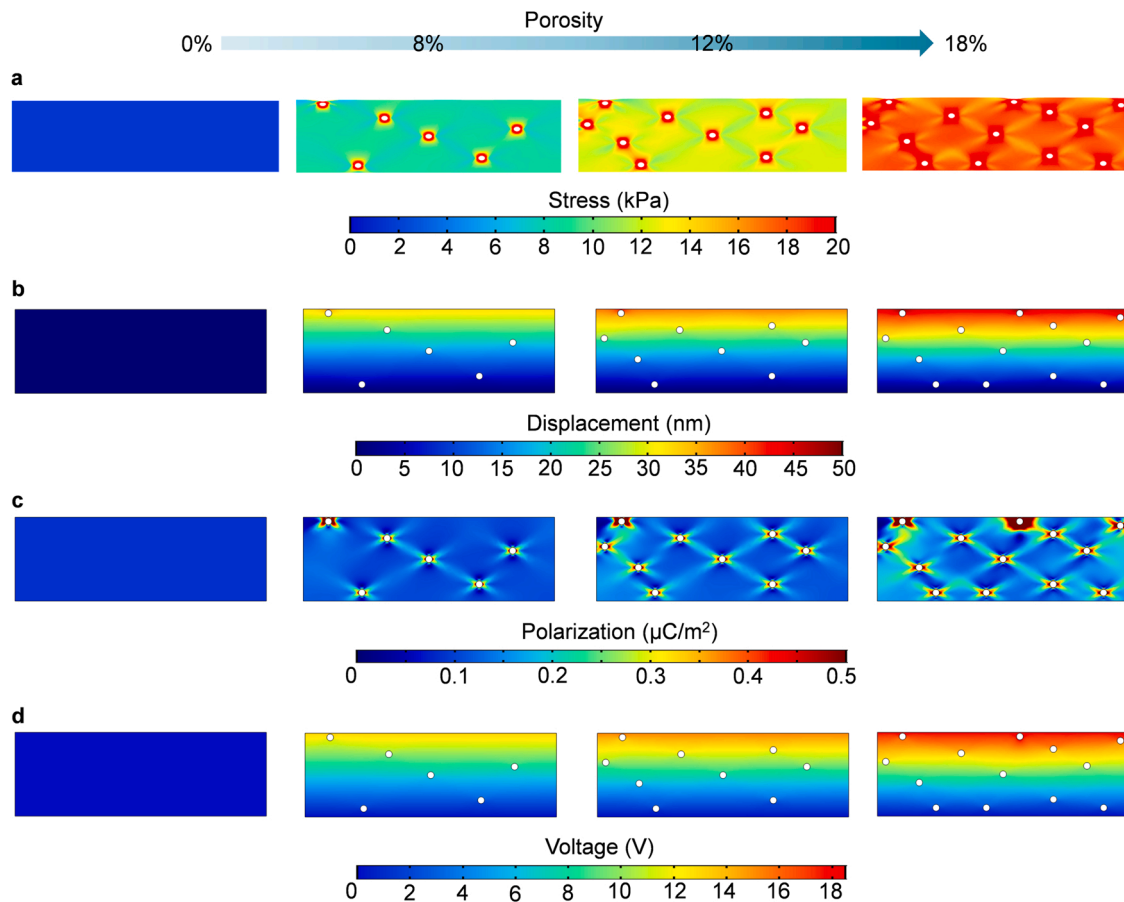 Porosity
0% 8% 12% 18%
a
Stress (kPa)
0 2 4 6 8 10 12 14 16 18 20
b
Displacement (nm)
0 5 10 15 20 25 30 35 40 45 50
c
Polarization (µC/m²)
0 0.1 0.2 0.3 0.4 0.5
d
Voltage (V)
0 2 4 6 8 10 12 14 16 18